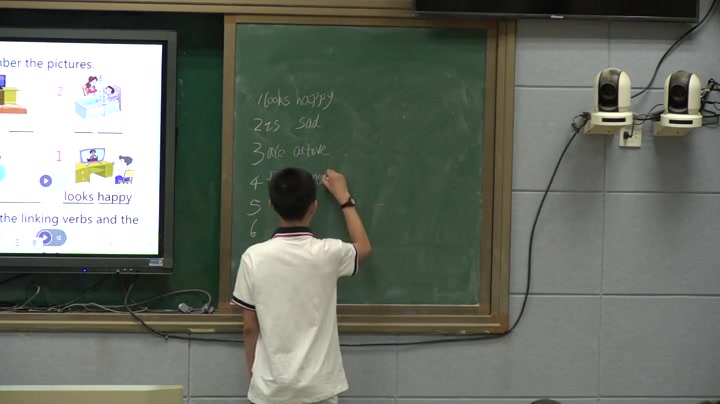 ber the pictures.
2
1
looks happy
the linking verbs and the
1 looks happy
2 is sad
3 are active
4
5
6